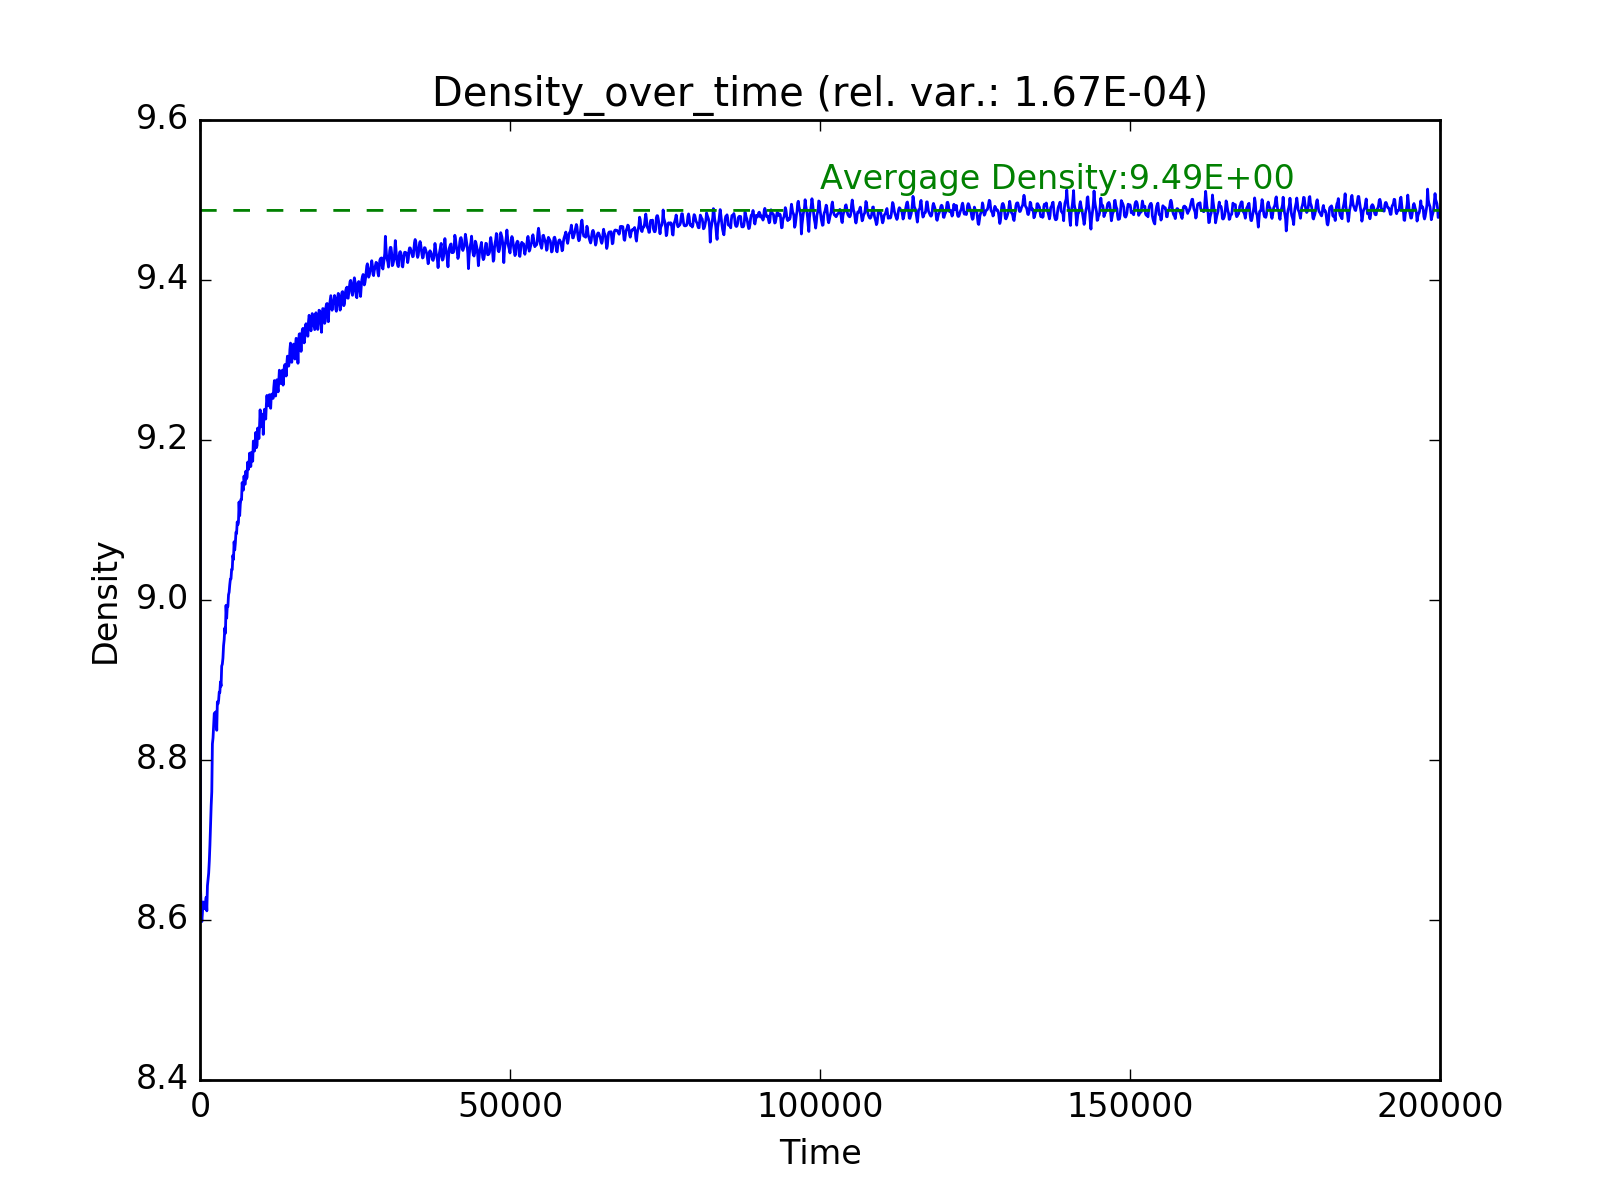 Density_over_time (rel. var.: 1.67E-04)
9.6
Avergage Density:9.49E+00
9.4
9.2
9.0
8.8
8.6
8.4
Density
0 50000 100000 150000 200000
Time